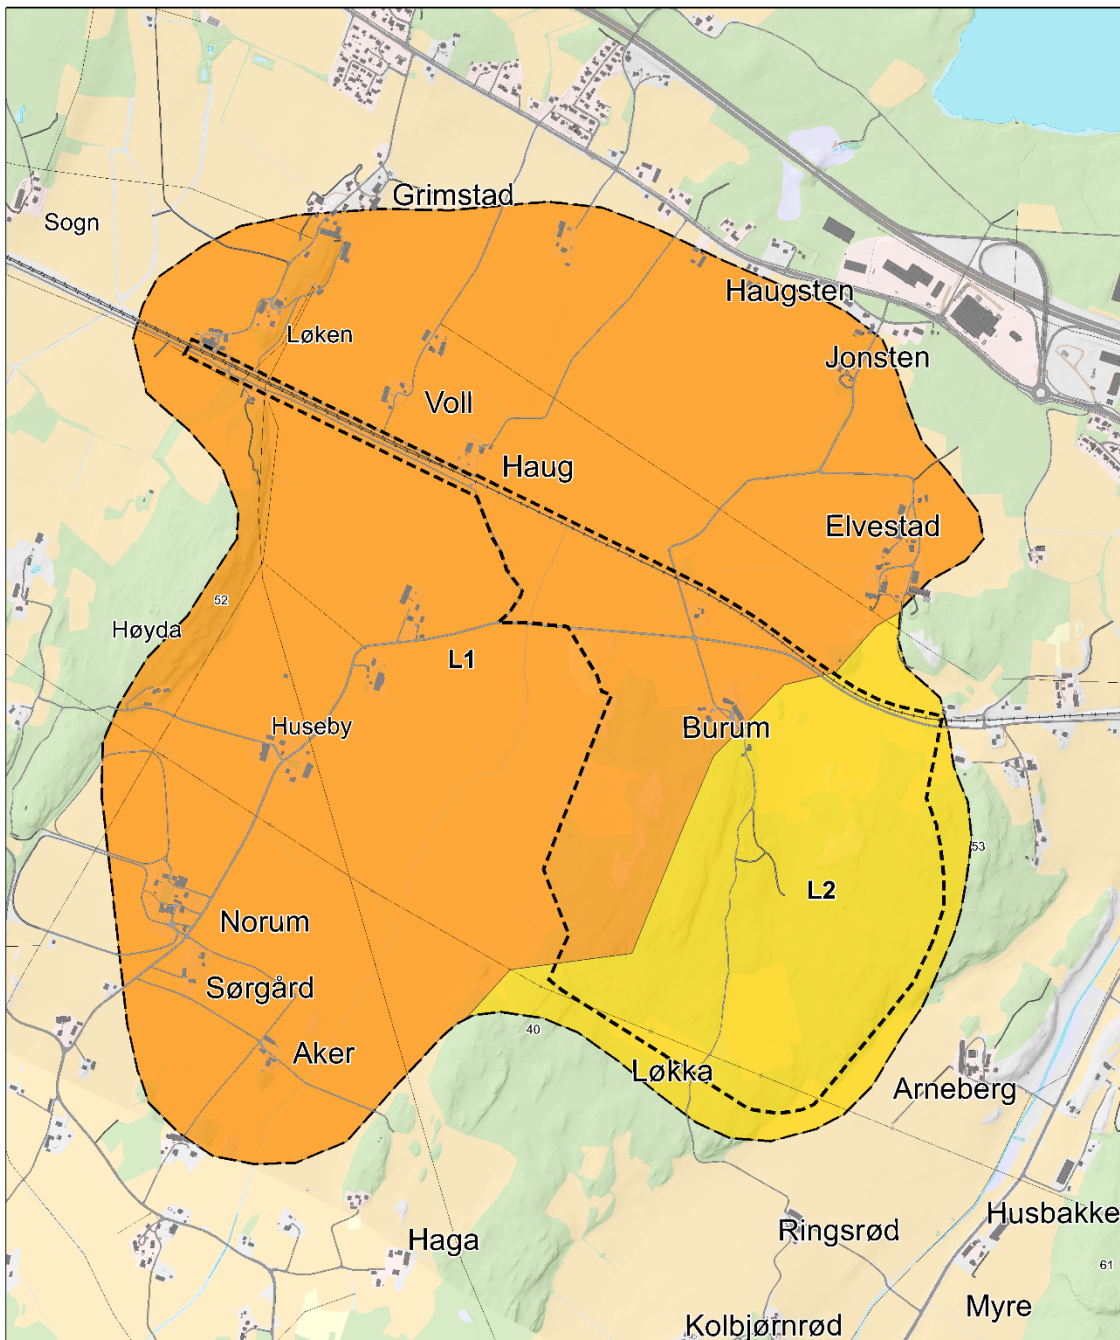 Grimstad
Sogn
Haugsten
Løken
Jonsten
Voll
Haug
Elvestad
52
Høyda
L1
Huseby
Burum
53
L2
Norum
Sørgård
40
Aker
Løkka
Arneberg
Husbakke
Ringsrød
Haga
61
Myre
Kolbjørnrød